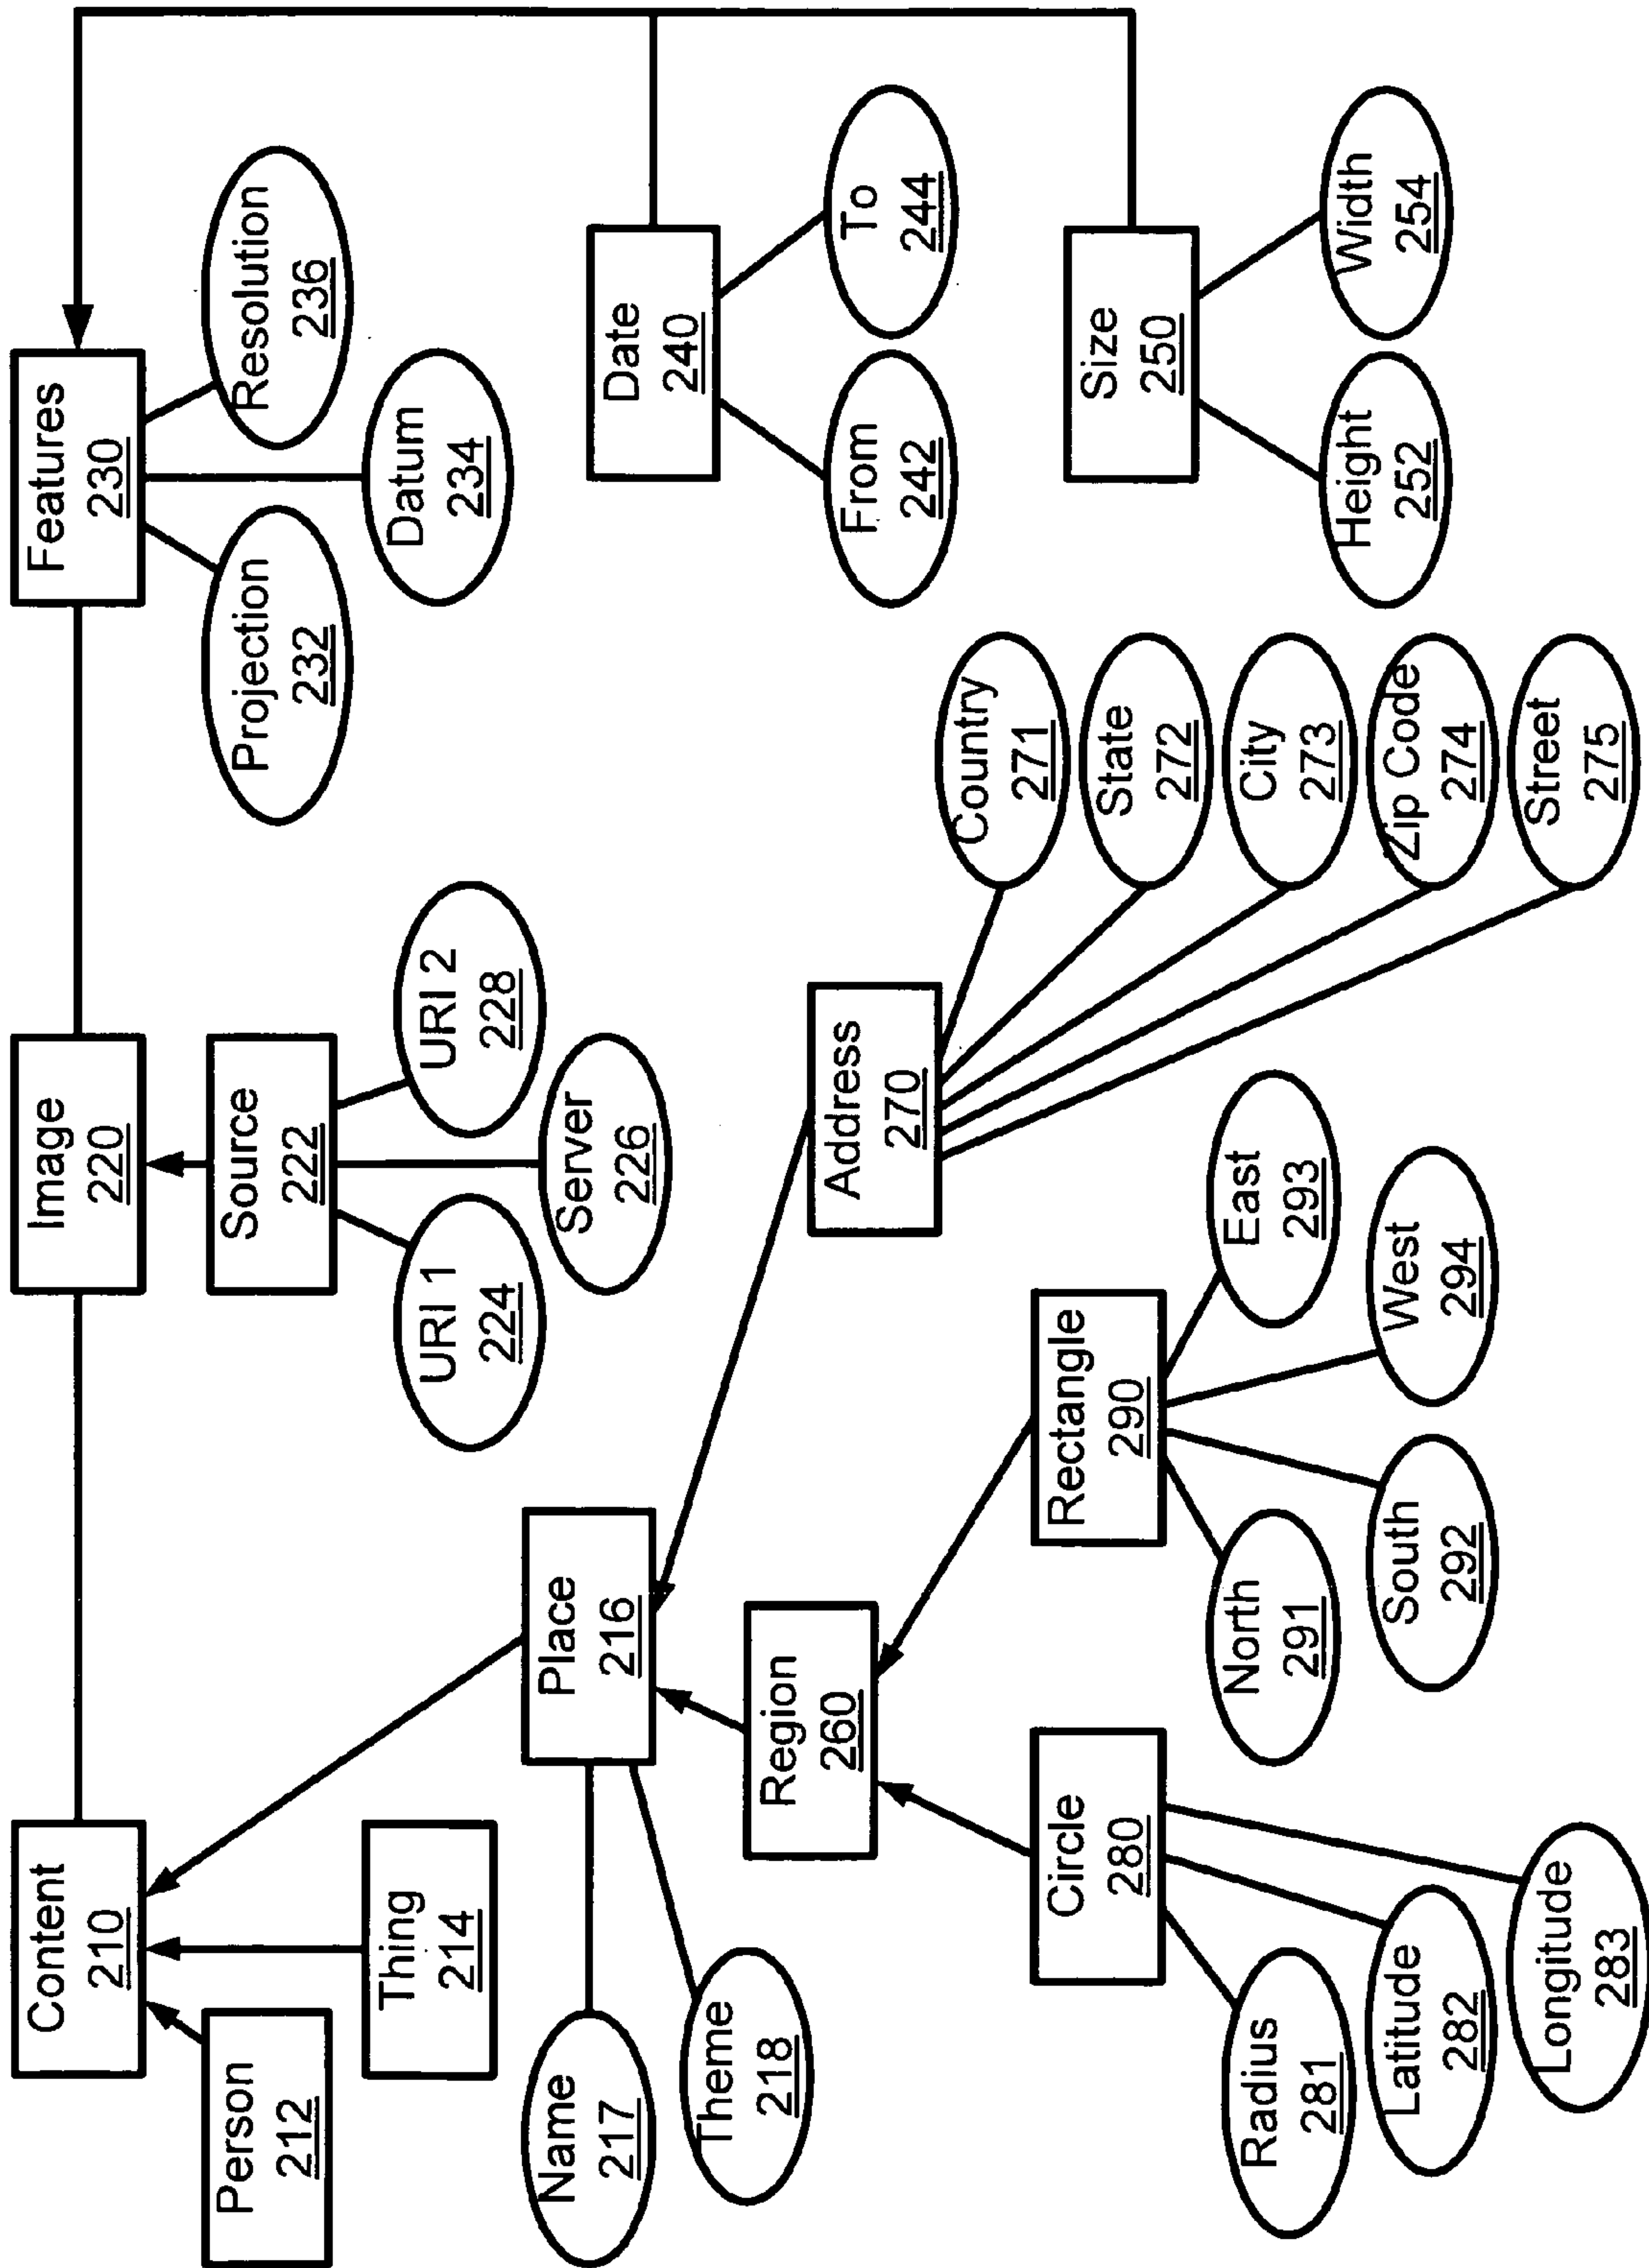 Content
210
Image
220
Features
230
Person
212
Thing
214
Source
222
Projection
232
Resolution
236
Datum
234
URI 1
224
URI 2
228
Server
226
Name
217
Theme
218
Place
216
Date
240
From
242
To
244
Region
260
Address
270
Country
271
State
272
City
273
Zip Code
274
Street
275
Size
250
Height
252
Width
254
Circle
280
Rectangle
290
Radius
281
Latitude
282
Longitude
283
North
291
South
292
East
293
West
294